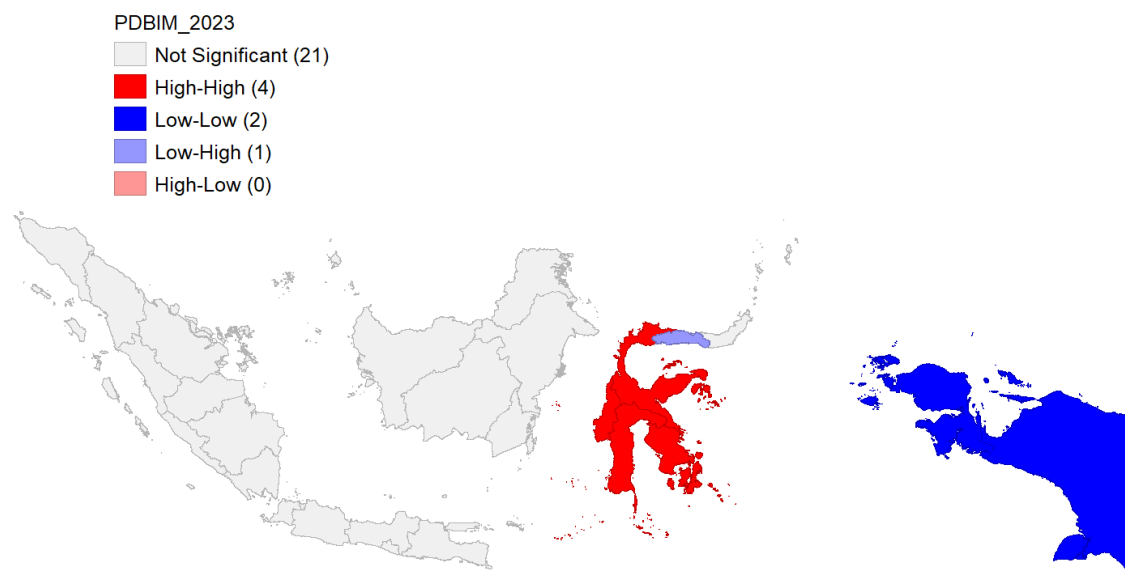 PDBIM_2023
Not Significant (21)
High-High (4)
Low-Low (2)
Low-High (1)
High-Low (0)